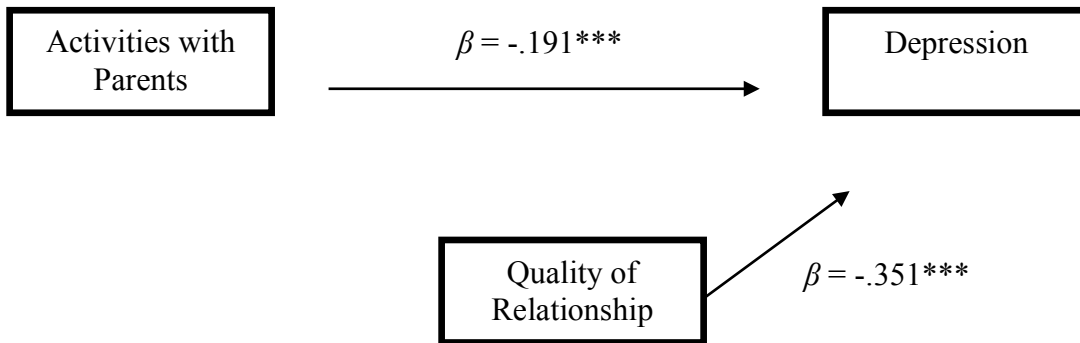 Activities with
Parents
β = -.191***
Depression
Quality of
Relationship
β = -.351***